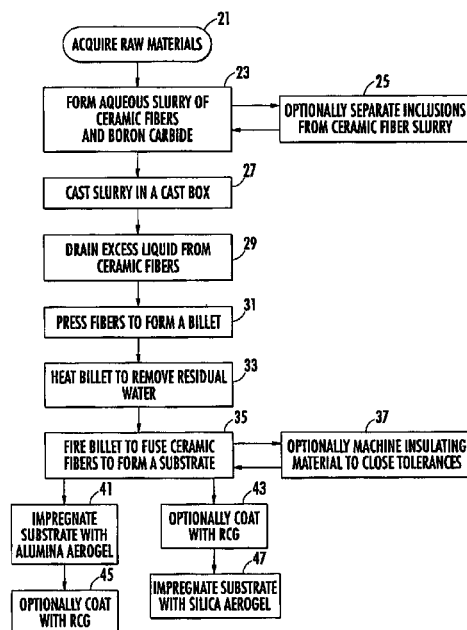 21
ACQUIRE RAW MATERIALS
23
FORM AQUEOUS SLURRY OF
CERAMIC FIBERS
AND BORON CARBIDE
25
OPTIONALLY SEPARATE INCLUSIONS
FROM CERAMIC FIBER SLURRY
27
CAST SLURRY IN A CAST BOX
29
DRAIN EXCESS LIQUID FROM
CERAMIC FIBERS
31
PRESS FIBERS TO FORM A BILLET
33
HEAT BILLET TO REMOVE RESIDUAL
WATER
35
FIRE BILLET TO FUSE CERAMIC
FIBERS TO FORM A SUBSTRATE
37
OPTIONALLY MACHINE INSULATING
MATERIAL TO CLOSE TOLERANCES
41
IMPREGNATE
SUBSTRATE WITH
ALUMINA AEROGEL
43
OPTIONALLY COAT
WITH RCG
45
OPTIONALLY COAT
WITH RCG
47
IMPREGNATE SUBSTRATE
WITH SILICA AEROGEL